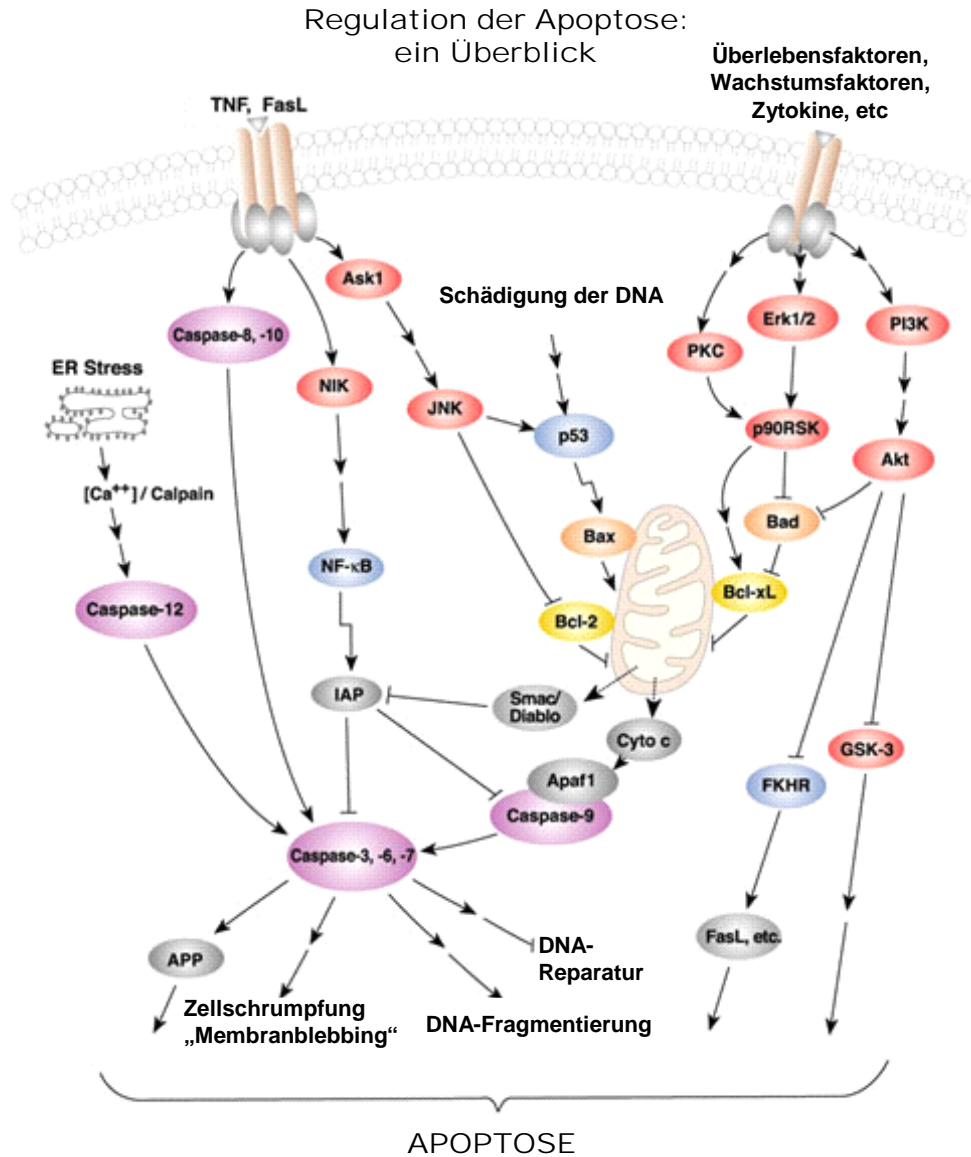 Regulation der Apoptose:
ein Überblick
Überlebensfaktoren,
Wachstumsfaktoren,
Zytokine, etc
TNF, FasL
Ask1
Schädigung der DNA
Caspase-8, -10
Erk1/2
PI3K
PKC
ER Stress
NIK
JNK
p53
p90RSK
Akt
[Ca++] / Calpain
Bad
Bax
NF-κB
Caspase-12
Bcl-xL
Bcl-2
IAP
Smac/
Diablo
Cyto c
GSK-3
Apaf1
FKHR
Caspase-9
Caspase-3, -6, -7
FasL, etc.
DNA-
Reparatur
APP
Zellschrumpfung
„Membranblebbing“
DNA-Fragmentierung
APOPTOSE